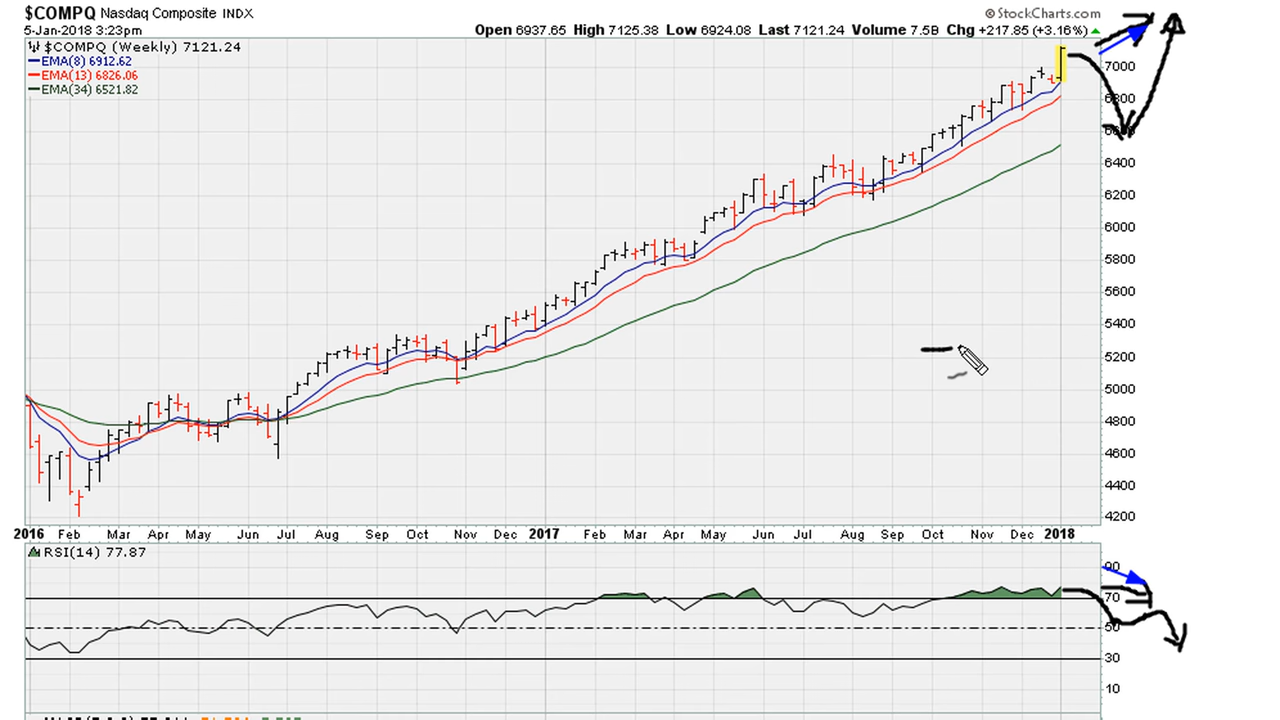 $COMPQ Nasdaq Composite INDX
© StockCharts.com
5-Jan-2018 3:23pm
Open 6937.65 High 7125.38 Low 6924.08 Last 7121.24 Volume 7.5B Chg +217.85 (+3.16%)
$COMPQ (Weekly) 7121.24
EMA(8) 6912.62
EMA(13) 6826.06
EMA(34) 6521.82
7000
6800
6400
6200
6000
5800
5600
5400
5200
5000
4800
4600
4400
4200
2016 Feb Mar Apr May Jun Jul Aug Sep Oct Nov Dec 2017 Feb Mar Apr May Jun Jul Aug Sep Oct Nov Dec 2018
RSI(14) 77.87
90
70
50
30
10